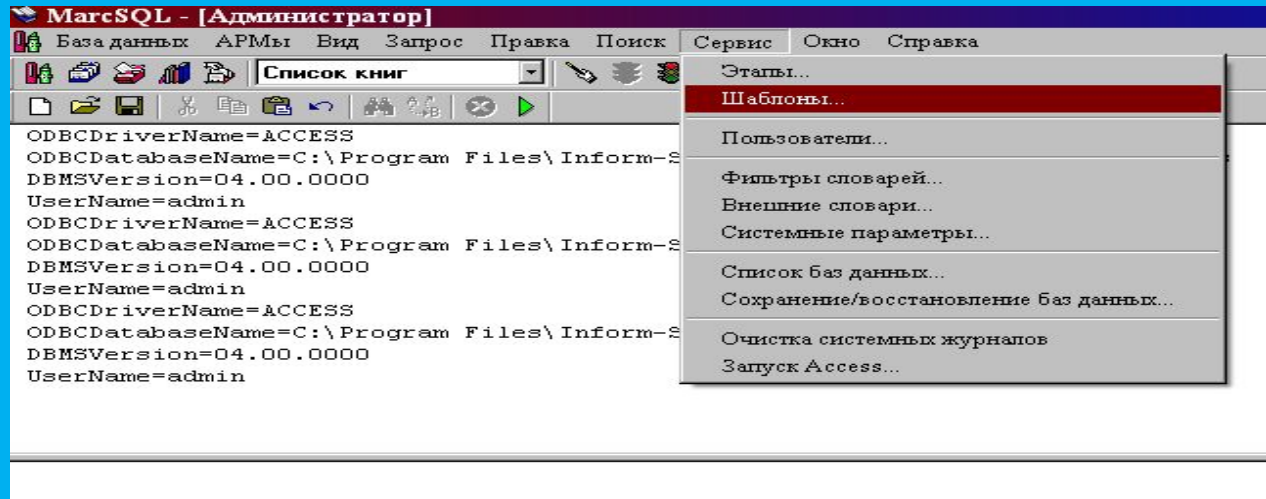 MarcSQL - [Администратор]
База данных АРМы Вид Запрос Правка Поиск Сервис Окно Справка
Список книг
Этапы...
Шаблоны...
Пользователи...
Фильтры словарей...
Внешние словари...
Системные параметры...
Список баз данных...
Сохранение/восстановление баз данных...
Очистка системных журналов
Запуск Access...
ODBCDriverName=ACCESS
ODBCDatabaseName=C:\Program Files\Inform-S
DBMSVersion=04.00.0000
UserName=admin
ODBCDriverName=ACCESS
ODBCDatabaseName=C:\Program Files\Inform-S
DBMSVersion=04.00.0000
UserName=admin
ODBCDriverName=ACCESS
ODBCDatabaseName=C:\Program Files\Inform-S
DBMSVersion=04.00.0000
UserName=admin